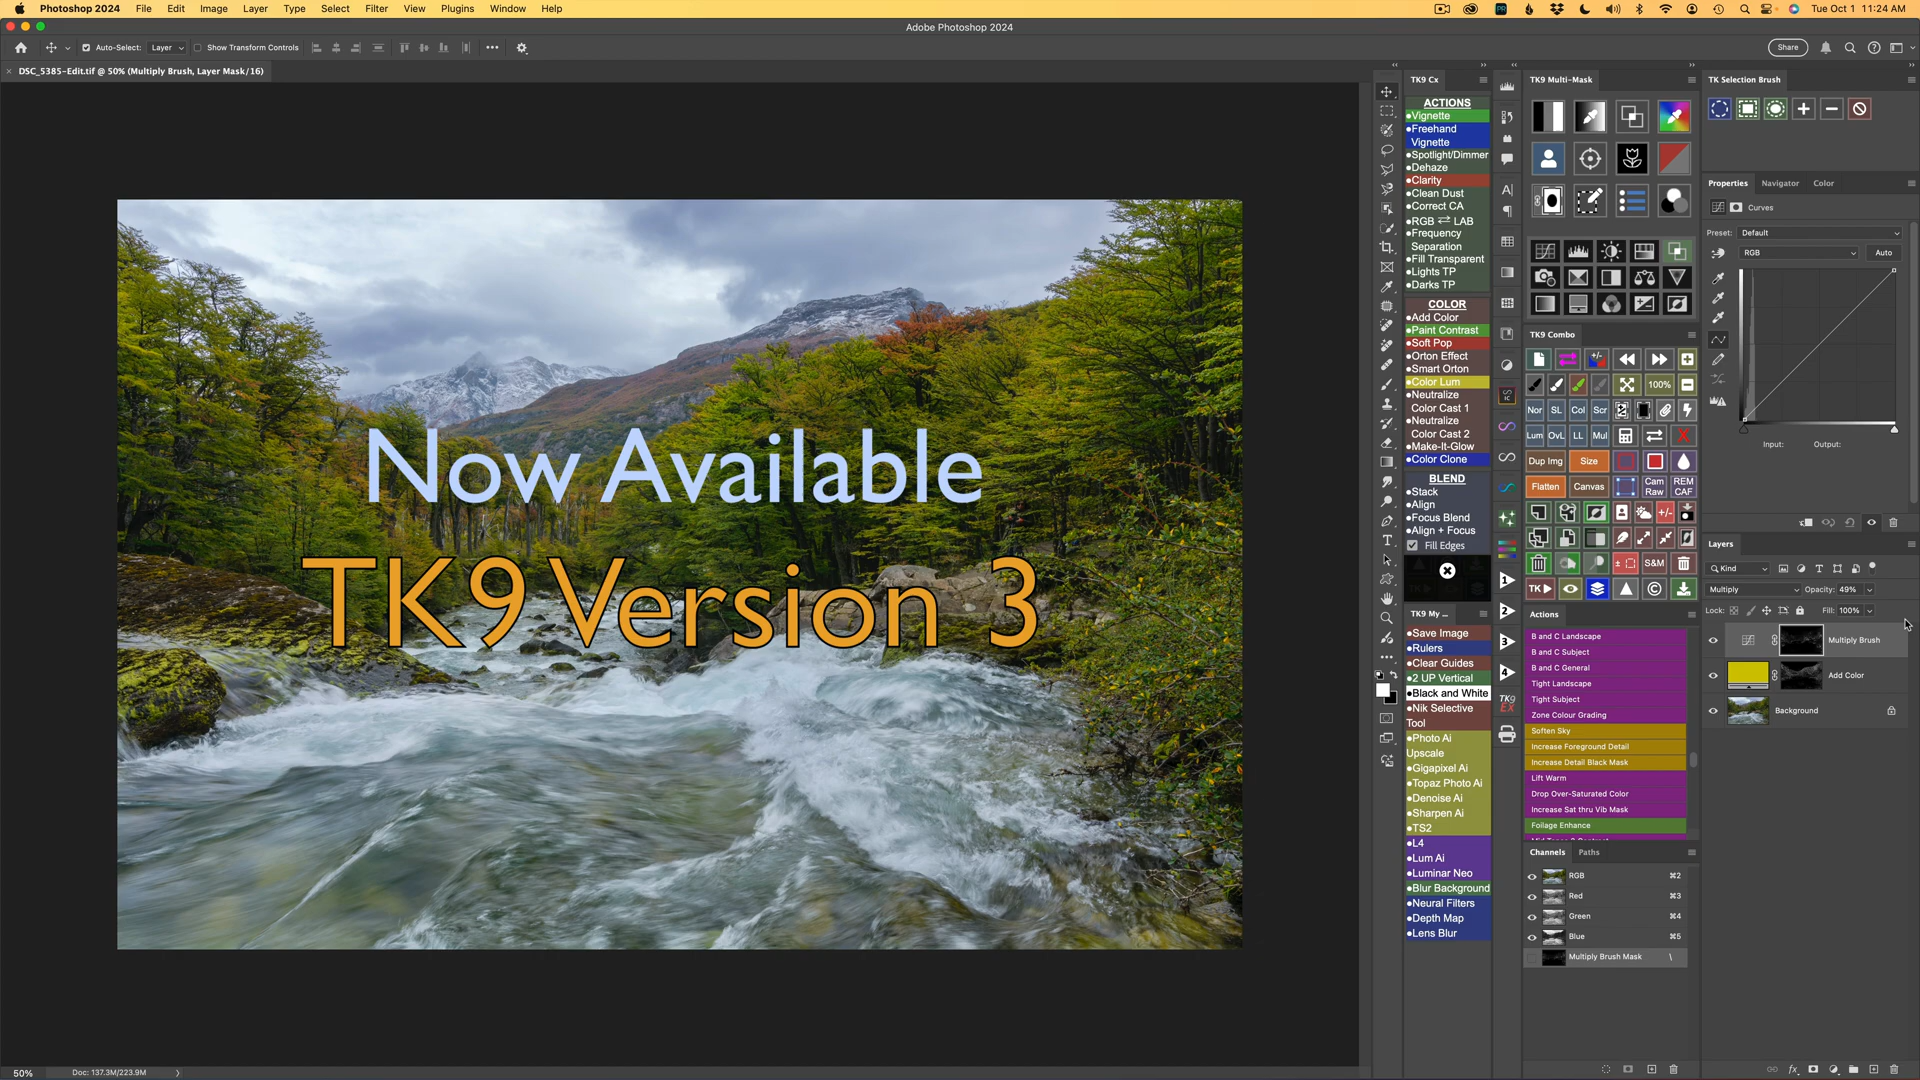 Photoshop 2024 File Edit Image Layer Type Select Filter View Plugins Window Help
Tue Oct 1 11:24 AM
Adobe Photoshop 2024
Auto-Select: Layer Show Transform Controls
Share
DSC_5385-Edit.tif @ 50% (Multiply Brush, Layer Mask/16)
Now Available
TK9 Version 3
50%
Doc: 137.3M/223.9M
TK9 Cx
ACTIONS
Vignette
Freehand
Vignette
Spotlight/Dimmer
Dehaze
Clarity
Clean Dust
Correct CA
RGB ⇄ LAB
Frequency
Separation
Fill Transparent
Lights TP
Darks TP
COLOR
Add Color
Paint Contrast
Soft Pop
Orton Effect
Smart Orton
Color Lum
Neutralize
Color Cast 1
Neutralize
Color Cast 2
Make-It-Glow
Color Clone
BLEND
Stack
Align
Focus Blend
Align + Focus
Fill Edges
TK9 My ...
Save Image
Rulers
Clear Guides
2 UP Vertical
Black and White
Nik Selective
Tool
Photo Ai
Upscale
Gigapixel Ai
Topaz Photo Ai
Denoise Ai
Sharpen Ai
TS2
L4
Lum Ai
Luminar Neo
Blur Background
Neural Filters
Depth Map
Lens Blur
1
2
3
4
TK9
EX
TK9 Multi-Mask
TK9 Combo
100%
Nor SL Col Scr
Lum OvL LL Mul
Dup Img Size
Flatten Canvas Cam Raw REM CAF
S&M
TK
Actions
B and C Landscape
B and C Subject
B and C General
Tight Landscape
Tight Subject
Zone Colour Grading
Soften Sky
Increase Foreground Detail
Increase Detail Black Mask
Lift Warm
Drop Over-Saturated Color
Increase Sat thru Vib Mask
Foilage Enhance
Channels Paths
RGB ⌘2
Red ⌘3
Green ⌘4
Blue ⌘5
Multiply Brush Mask \
TK Selection Brush
Properties Navigator Color
Curves
Preset: Default
RGB Auto
Input: Output:
Layers
Kind
Multiply Opacity: 49%
Lock: Fill: 100%
Multiply Brush
Add Color
Background